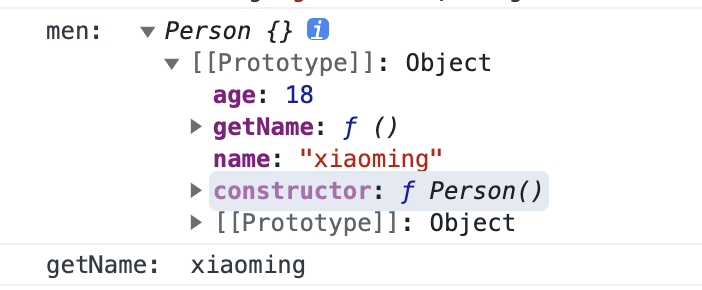 men: ▼ Person {} i
▼ [[Prototype]]: Object
age: 18
▶ getName: ƒ ()
name: "xiaoming"
▶ constructor: ƒ Person()
▶ [[Prototype]]: Object
getName: xiaoming